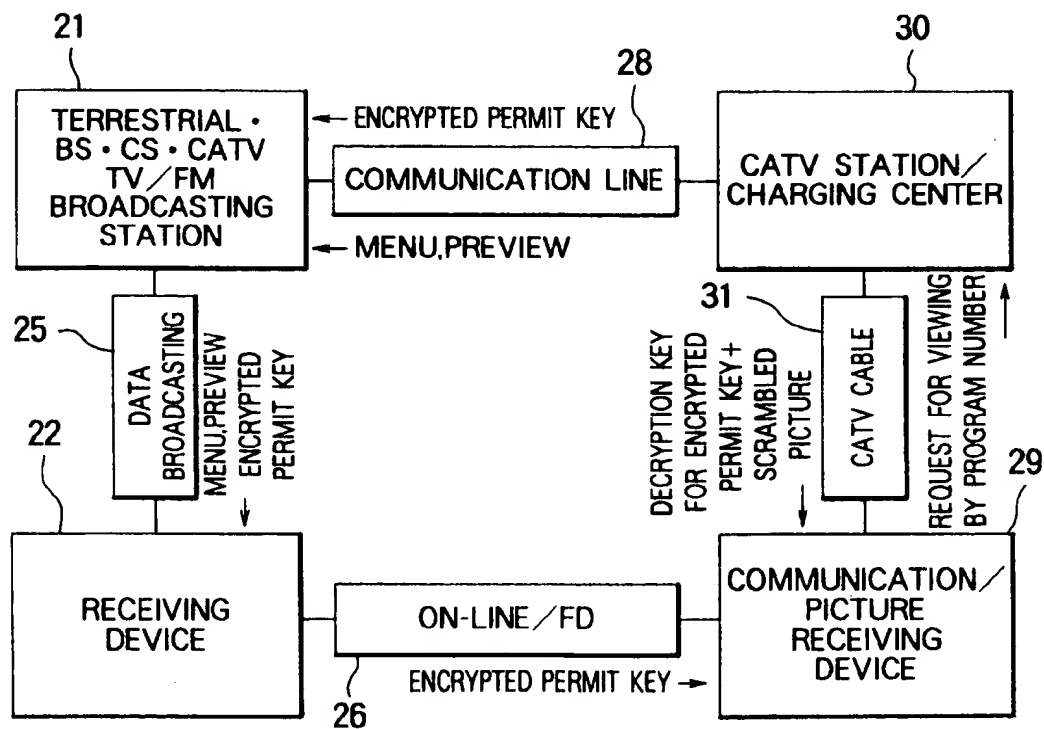 21
TERRESTRIAL・
BS・CS・CATV
TV/FM
BROADCASTING
STATION
← ENCRYPTED PERMIT KEY
28
COMMUNICATION LINE
← MENU,PREVIEW
30
CATV STATION/
CHARGING CENTER
25
DATA
BROADCASTING
MENU,PREVIEW
ENCRYPTED
PERMIT KEY
→
DECRYPTION KEY
FOR ENCRYPTED
PERMIT KEY+
SCRAMBLED
PICTURE
→
31
CATV CABLE
REQUEST FOR VIEWING
BY PROGRAM NUMBER
→
22
RECEIVING
DEVICE
ON-LINE/FD
26
ENCRYPTED PERMIT KEY →
29
COMMUNICATION/
PICTURE
RECEIVING
DEVICE